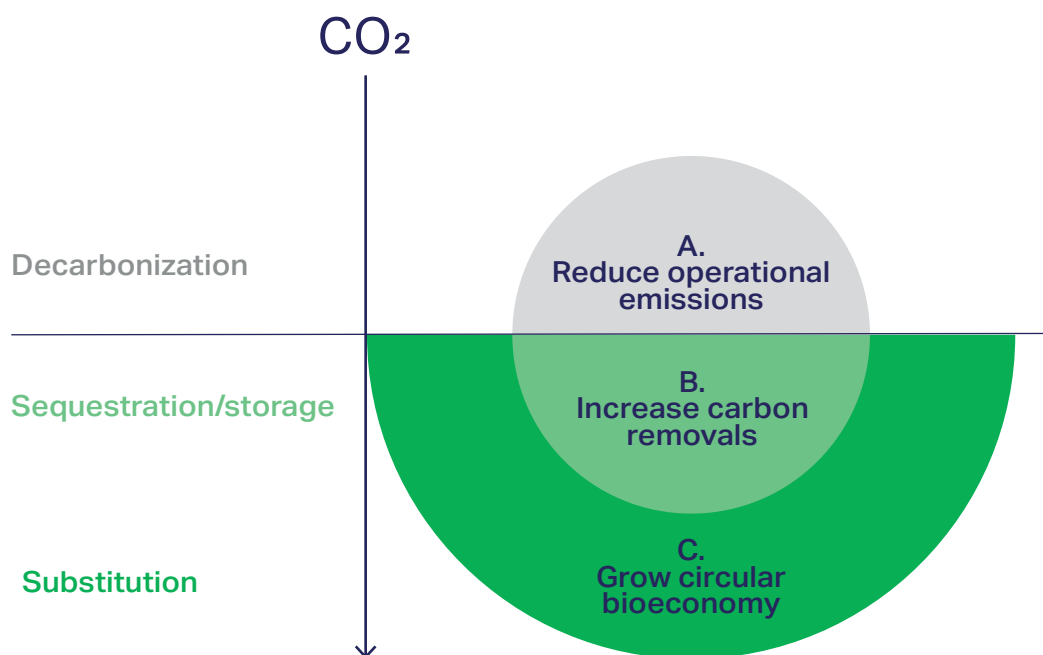 CO₂
Decarbonization
A.
Reduce operational
emissions
Sequestration/storage
B.
Increase carbon
removals
Substitution
C.
Grow circular
bioeconomy